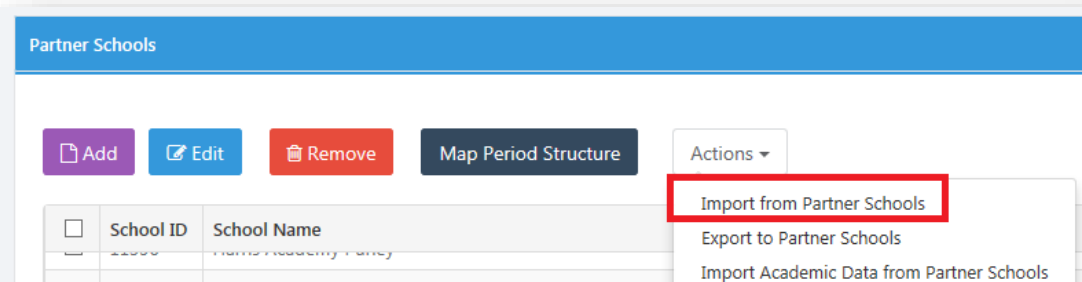 Partner Schools
Add Edit Remove Map Period Structure Actions
Import from Partner Schools
School ID School Name
Export to Partner Schools
Import Academic Data from Partner Schools